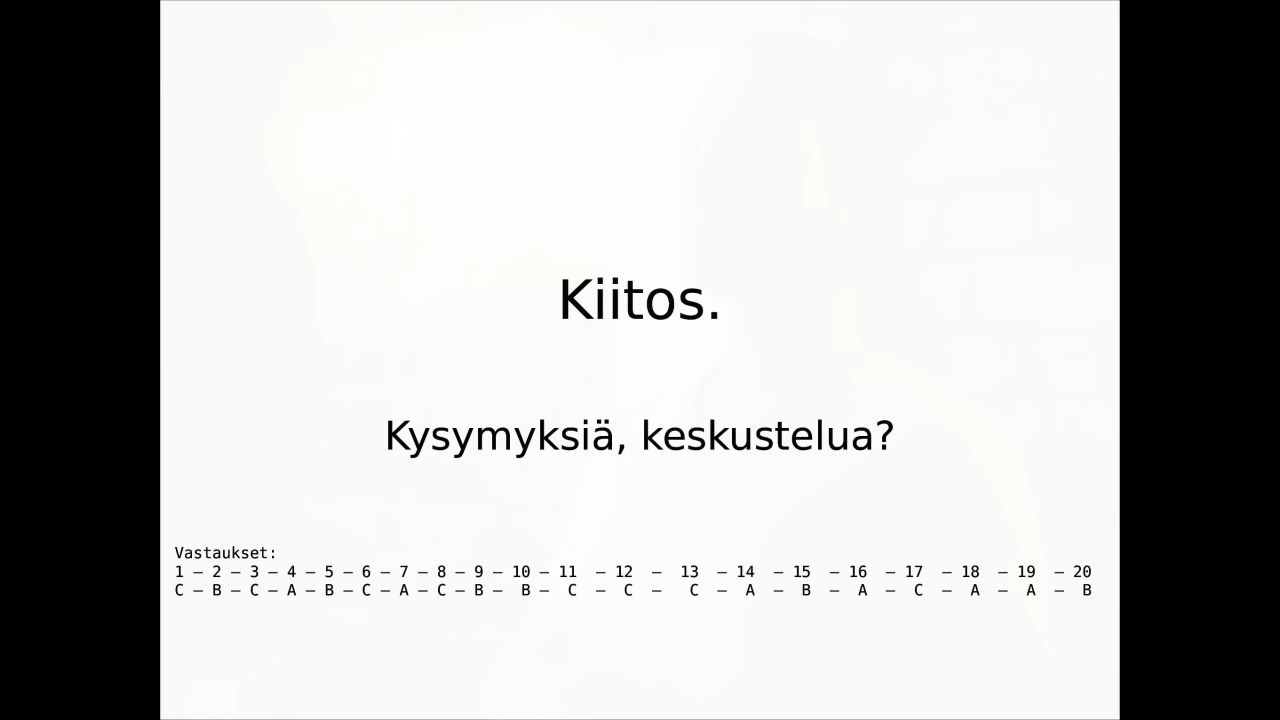 Kiitos.
Kysymyksiä, keskustelua?
Vastaukset:
1 – 2 – 3 – 4 – 5 – 6 – 7 – 8 – 9 – 10 – 11 – 12 – 13 – 14 – 15 – 16 – 17 – 18 – 19 – 20
C – B – C – A – B – C – A – C – B – B – C – C – C – A – B – A – C – A – A – B